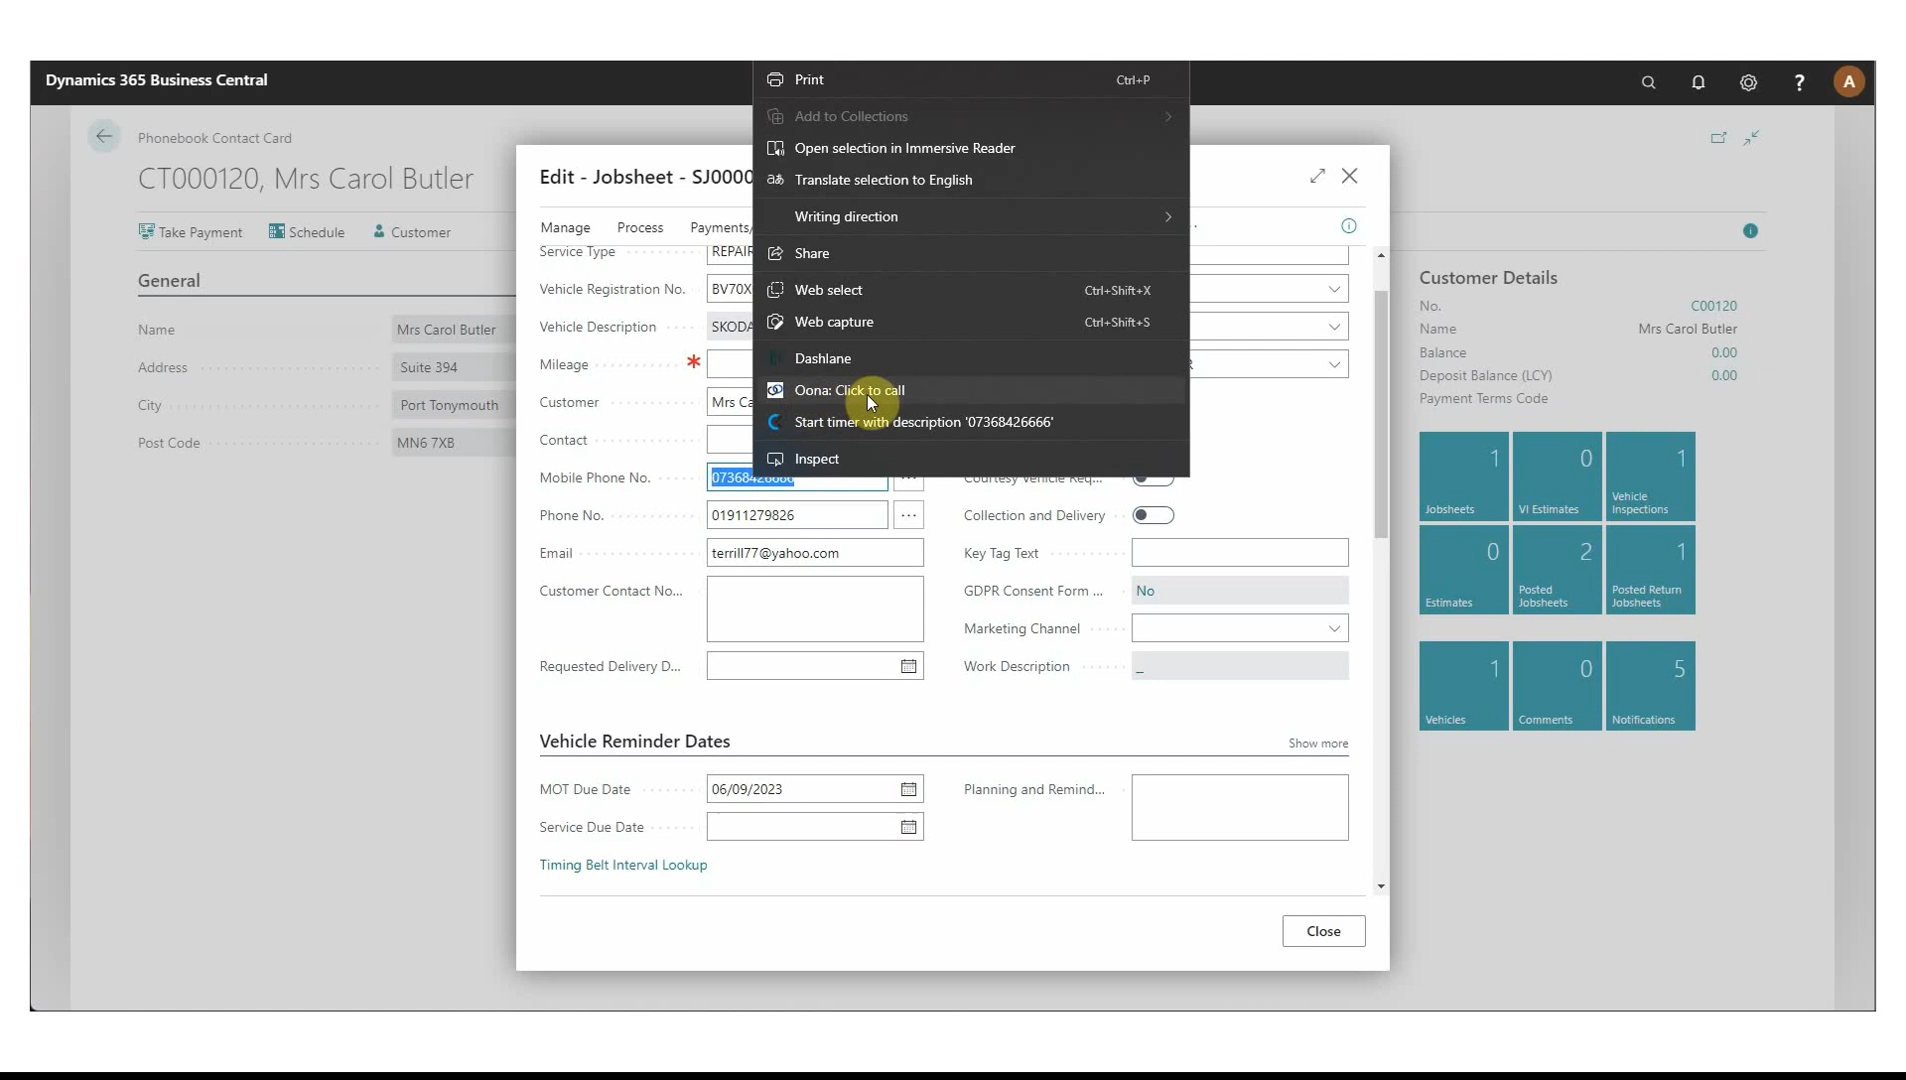 Dynamics 365 Business Central
A
Phonebook Contact Card
CT000120, Mrs Carol Butler
Take Payment Schedule Customer
General
Name Mrs Carol Butler
Address Suite 394
City Port Tonymouth
Post Code MN6 7XB
Edit - Jobsheet - SJ0000
Manage Process Payments/
Service Type REPAIR
Vehicle Registration No. BV70X
Vehicle Description SKODA
Mileage
Customer Mrs Ca
Contact
Mobile Phone No. 07368426666
Phone No. 01911279826
Email terrill77@yahoo.com
Customer Contact No...
Requested Delivery D...
Print Ctrl+P
Add to Collections
Open selection in Immersive Reader
Translate selection to English
Writing direction
Share
Web select Ctrl+Shift+X
Web capture Ctrl+Shift+S
Dashlane
Oona: Click to call
Start timer with description '07368426666'
Inspect
Courtesy Vehicle Req...
Collection and Delivery
Key Tag Text
GDPR Consent Form ... No
Marketing Channel
Work Description _
Vehicle Reminder Dates Show more
MOT Due Date 06/09/2023
Planning and Remind...
Service Due Date
Timing Belt Interval Lookup
Close
Customer Details
No. C00120
Name Mrs Carol Butler
Balance 0.00
Deposit Balance (LCY) 0.00
Payment Terms Code
1 Jobsheets
0 VI Estimates
1 Vehicle
Inspections
0 Estimates
2 Posted
Jobsheets
1 Posted Return
Jobsheets
1 Vehicles
0 Comments
5 Notifications